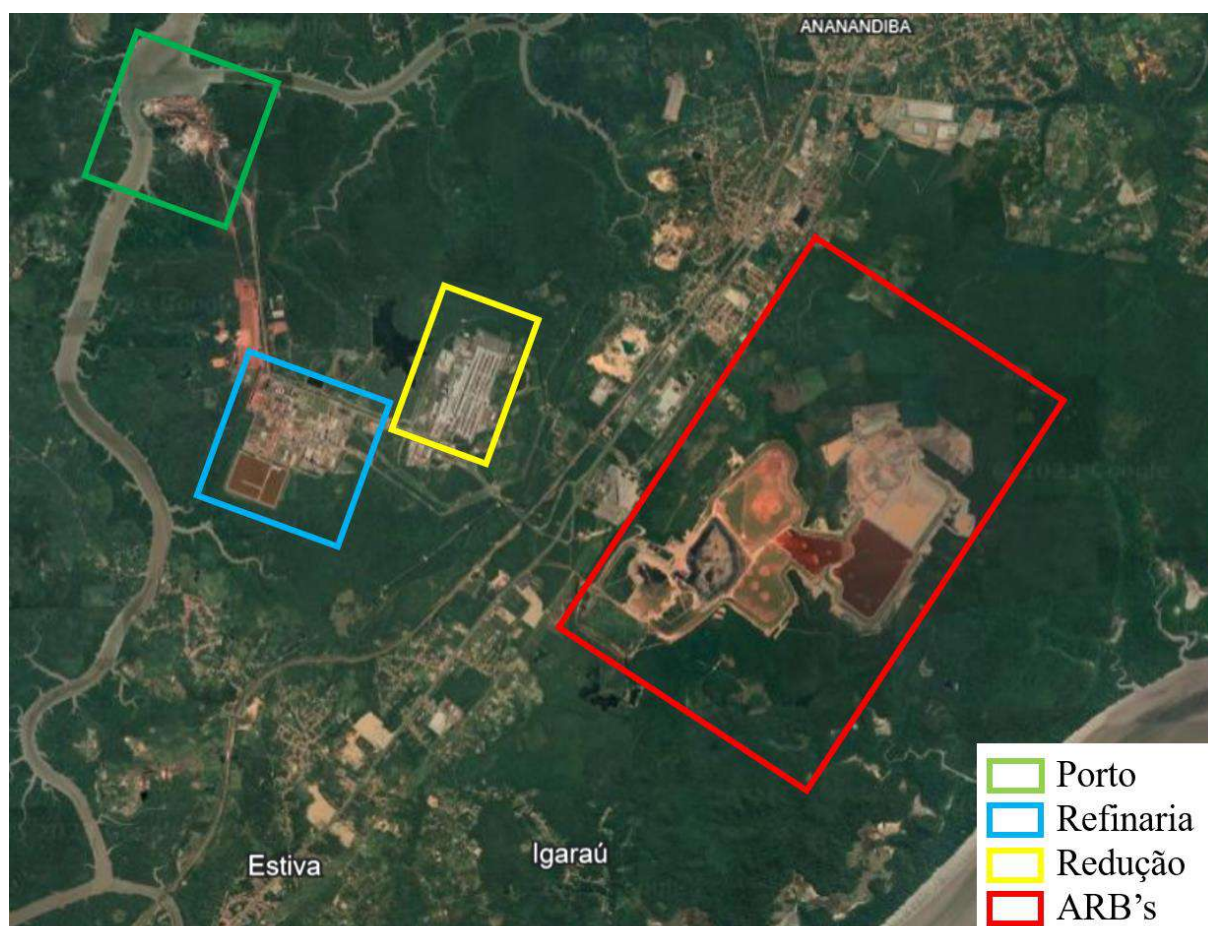 ANANANDIBA
Igaraú
Estiva
Porto
Refinaria
Redução
ARB's